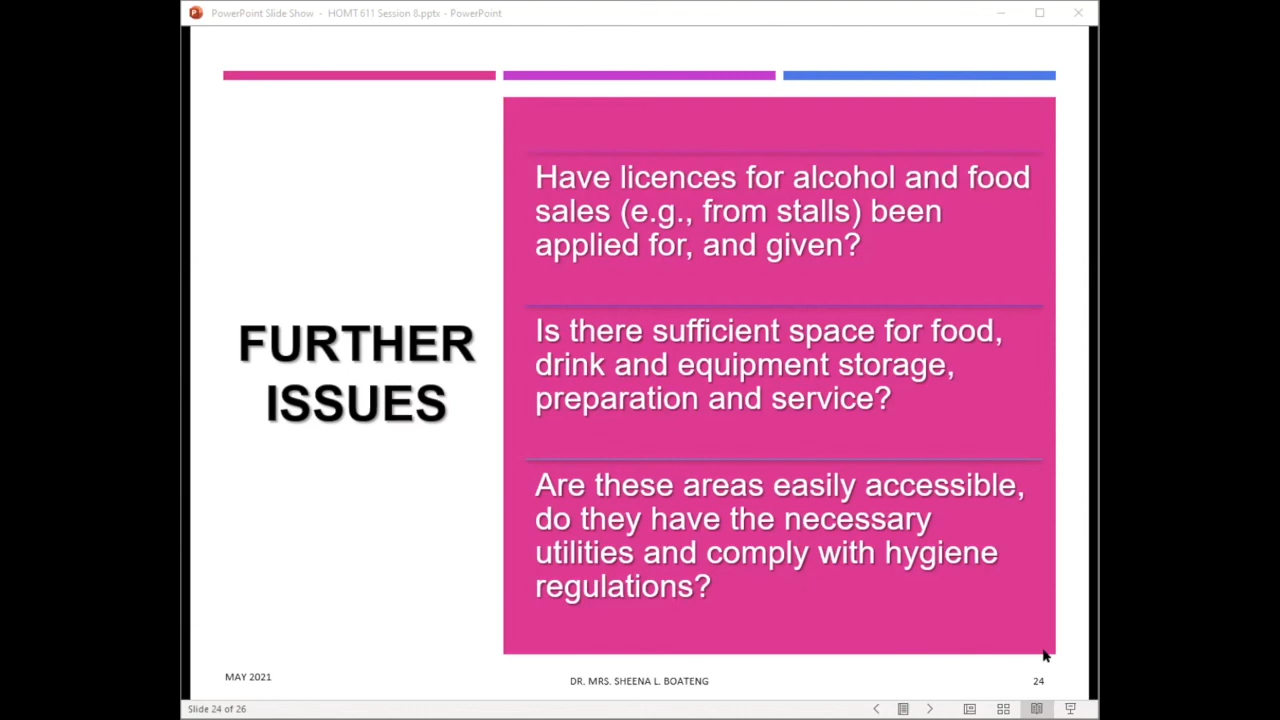 PowerPoint Slide Show - HOMT 611 Session 8.pptx - PowerPoint
FURTHER
ISSUES
Have licences for alcohol and food
sales (e.g., from stalls) been
applied for, and given?
Is there sufficient space for food,
drink and equipment storage,
preparation and service?
Are these areas easily accessible,
do they have the necessary
utilities and comply with hygiene
regulations?
MAY 2021
DR. MRS. SHEENA L. BOATENG
24
Slide 24 of 26